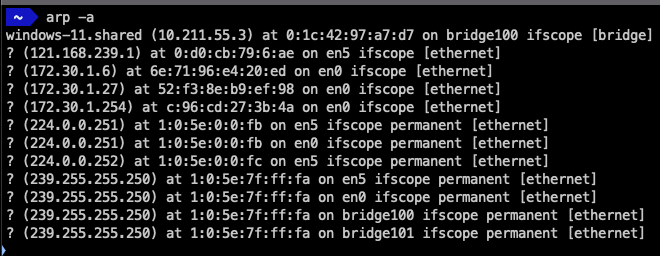 ~ arp -a
windows-11.shared (10.211.55.3) at 0:1c:42:97:a7:d7 on bridge100 ifscope [bridge]
? (121.168.239.1) at 0:d0:cb:79:6:ae on en5 ifscope [ethernet]
? (172.30.1.6) at 6e:71:96:e4:20:ed on en0 ifscope [ethernet]
? (172.30.1.27) at 52:f3:8e:b9:ef:98 on en0 ifscope [ethernet]
? (172.30.1.254) at c:96:cd:27:3b:4a on en0 ifscope [ethernet]
? (224.0.0.251) at 1:0:5e:0:0:fb on en5 ifscope permanent [ethernet]
? (224.0.0.251) at 1:0:5e:0:0:fb on en0 ifscope permanent [ethernet]
? (224.0.0.252) at 1:0:5e:0:0:fc on en5 ifscope permanent [ethernet]
? (239.255.255.250) at 1:0:5e:7f:ff:fa on en5 ifscope permanent [ethernet]
? (239.255.255.250) at 1:0:5e:7f:ff:fa on en0 ifscope permanent [ethernet]
? (239.255.255.250) at 1:0:5e:7f:ff:fa on bridge100 ifscope permanent [ethernet]
? (239.255.255.250) at 1:0:5e:7f:ff:fa on bridge101 ifscope permanent [ethernet]